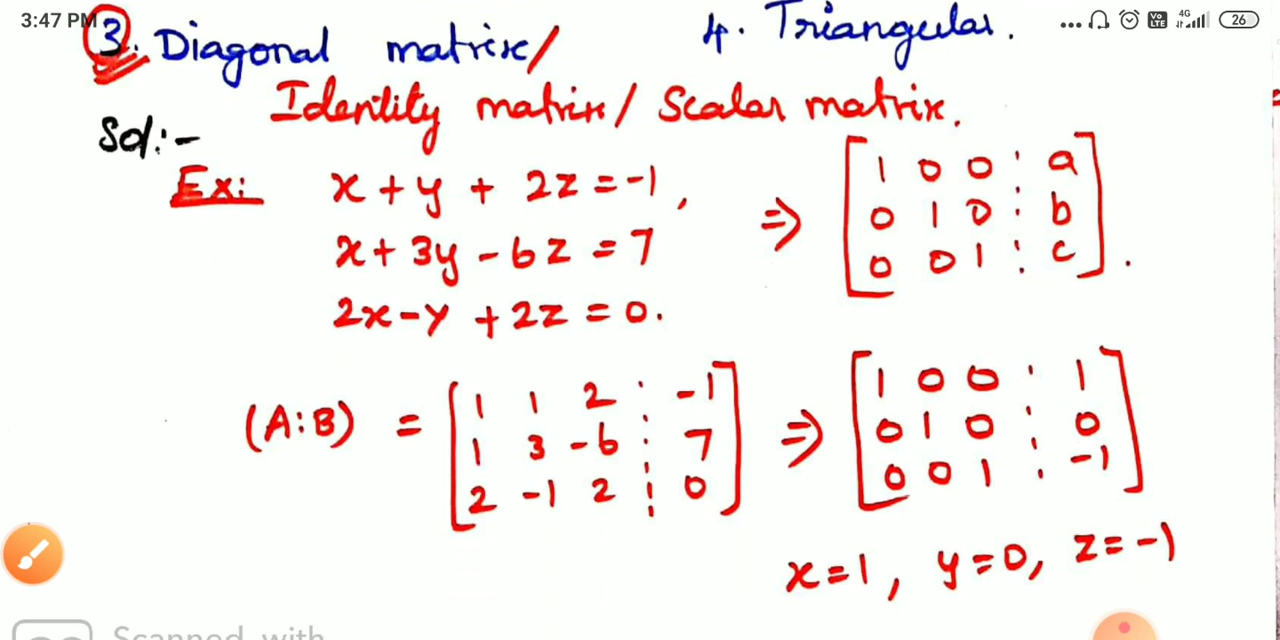 3:47 PM ... Vo LTE 4G 26
3. Diagonal matrix/ 4. Triangular.
Identity matrix/ Scalar matrix.
Sol:-
Ex: x + y + 2z = -1,
x + 3y - 6z = 7
2x - y + 2z = 0.
⇒ [1 0 0 : a
0 1 0 : b
0 0 1 : c].
(A:B) = [1 1 2 : -1
1 3 -6 : 7
2 -1 2 : 0]
⇒ [1 0 0 : 1
0 1 0 : 0
0 0 1 : -1]
x=1, y=0, z=-1
Scanned with